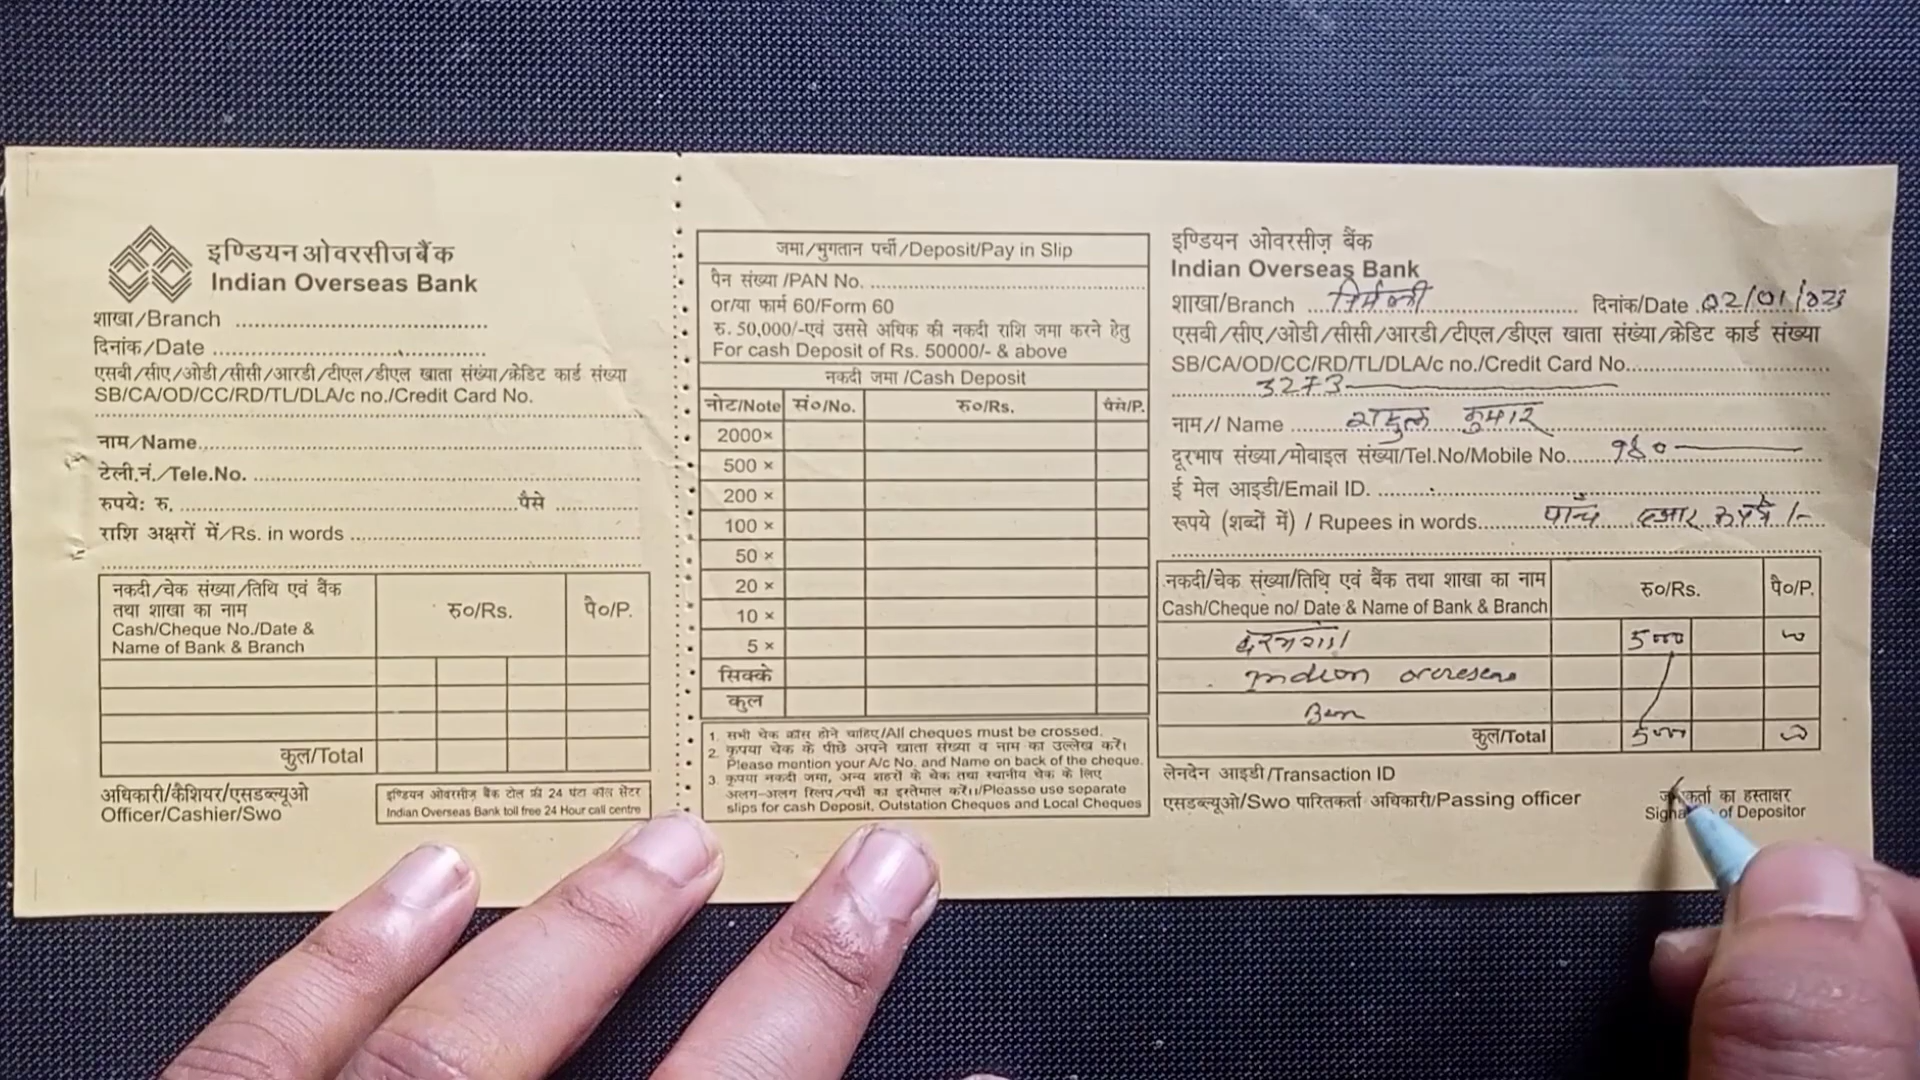 इण्डियन ओवरसीज बैंक
Indian Overseas Bank
शाखा/Branch
दिनांक/Date
एसबी/सीए/ओडी/सीसी/आरडी/टीएल/डीएल खाता संख्या/क्रेडिट कार्ड संख्या
SB/CA/OD/CC/RD/TL/DLA/c no./Credit Card No.
नाम/Name
टेली.नं./Tele.No.
रुपये: रु. पैसे
राशि अक्षरों में/Rs. in words
नकदी/चेक संख्या/तिथि एवं बैंक
तथा शाखा का नाम
Cash/Cheque No./Date &
Name of Bank & Branch
रु०/Rs. पै०/P.
कुल/Total
अधिकारी/कैशियर/एसडब्ल्यूओ
Officer/Cashier/Swo
इण्डियन ओवरसीज़ बैंक टोल फ्री 24 घंटा कॉल सेंटर
Indian Overseas Bank toll free 24 Hour call centre
जमा/भुगतान पर्ची/Deposit/Pay in Slip
पैन संख्या/PAN No.
or/या फार्म 60/Form 60
रु. 50,000/-एवं उससे अधिक की नकदी राशि जमा करने हेतु
For cash Deposit of Rs. 50000/- & above
नकदी जमा/Cash Deposit
नोट/Note सं०/No. रु०/Rs. पैसे/P.
2000×
500 ×
200 ×
100 ×
50 ×
20 ×
10 ×
5 ×
सिक्के
कुल
1. सभी चेक क्रॉस होने चाहिए/All cheques must be crossed.
2. कृपया चेक के पीछे अपने खाता संख्या व नाम का उल्लेख करें।
Please mention your A/c No. and Name on back of the cheque.
3. कृपया नकदी जमा, अन्य शहरों के चेक तथा स्थानीय चेक के लिए
अलग-अलग स्लिप/पर्ची का इस्तेमाल करें।/Pleasse use separate
slips for cash Deposit, Outstation Cheques and Local Cheques
इण्डियन ओवरसीज़ बैंक
Indian Overseas Bank
शाखा/Branch निर्मली दिनांक/Date 02/01/023
एसबी/सीए/ओडी/सीसी/आरडी/टीएल/डीएल खाता संख्या/क्रेडिट कार्ड संख्या
SB/CA/OD/CC/RD/TL/DLA/c no./Credit Card No.
3273
नाम// Name राहुल कुमार
दूरभाष संख्या/मोबाइल संख्या/Tel.No/Mobile No.
ई मेल आइडी/Email ID.
रूपये (शब्दों में) / Rupees in words पाँच हजार रूपये /-
नकदी/चेक संख्या/तिथि एवं बैंक तथा शाखा का नाम
Cash/Cheque no/ Date & Name of Bank & Branch
रु०/Rs. पै०/P.
5000
कुल/Total 5000
लेनदेन आइडी/Transaction ID
एसडब्ल्यूओ/Swo पारितकर्ता अधिकारी/Passing officer
का हस्ताक्षर
of Depositor